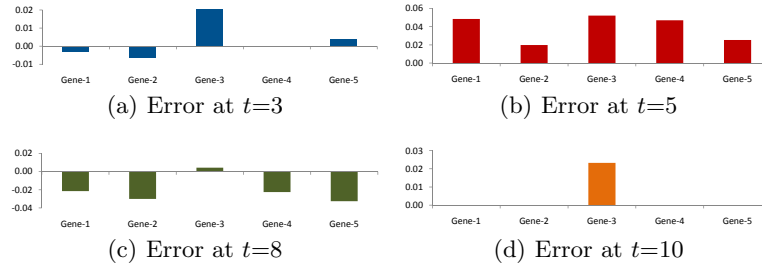 0.02
0.01
0.00
-0.01
Gene-1 Gene-2 Gene-3 Gene-4 Gene-5
(a) Error at t=3
0.06
0.04
0.02
0.00
Gene-1 Gene-2 Gene-3 Gene-4 Gene-5
(b) Error at t=5
0.02
0.00
-0.02
-0.04
Gene-1 Gene-2 Gene-3 Gene-4 Gene-5
(c) Error at t=8
0.03
0.02
0.01
0.00
Gene-1 Gene-2 Gene-3 Gene-4 Gene-5
(d) Error at t=10